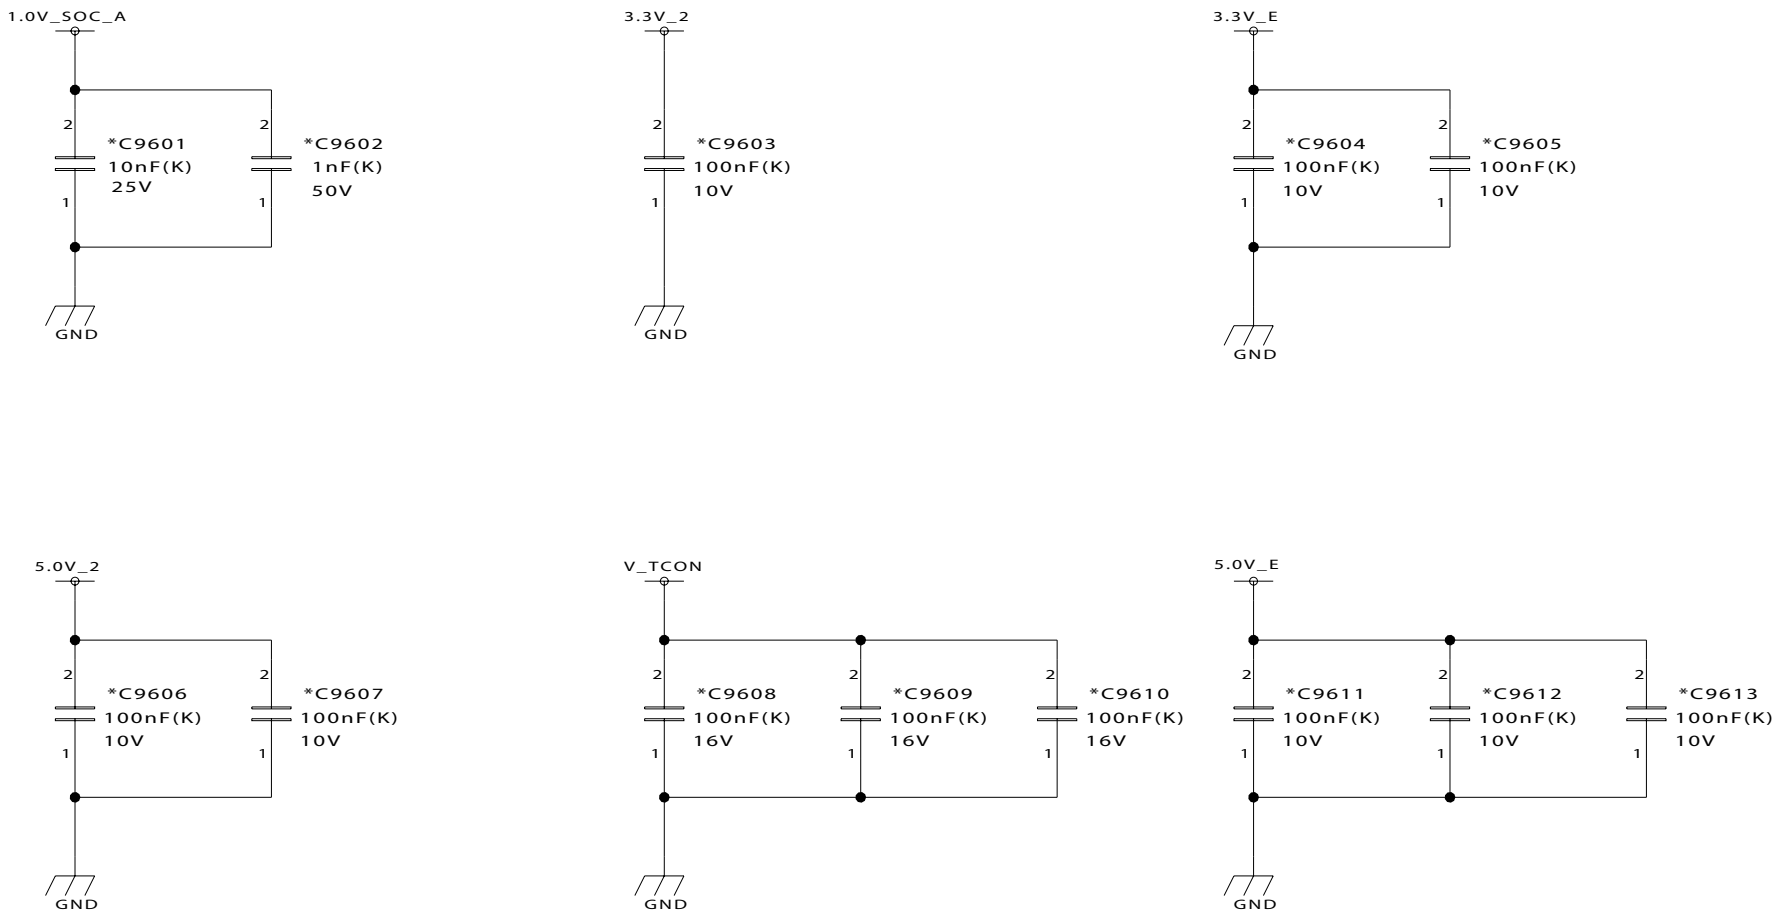 1.0V_SOC_A
2
*C9601
10nF(K)
25V
1
2
*C9602
1nF(K)
50V
1
GND
3.3V_2
2
*C9603
100nF(K)
10V
1
GND
3.3V_E
2
*C9604
100nF(K)
10V
1
2
*C9605
100nF(K)
10V
1
GND
5.0V_2
2
*C9606
100nF(K)
10V
1
2
*C9607
100nF(K)
10V
1
GND
V_TCON
2
*C9608
100nF(K)
16V
1
2
*C9609
100nF(K)
16V
1
2
*C9610
100nF(K)
16V
1
GND
5.0V_E
2
*C9611
100nF(K)
10V
1
2
*C9612
100nF(K)
10V
1
2
*C9613
100nF(K)
10V
1
GND